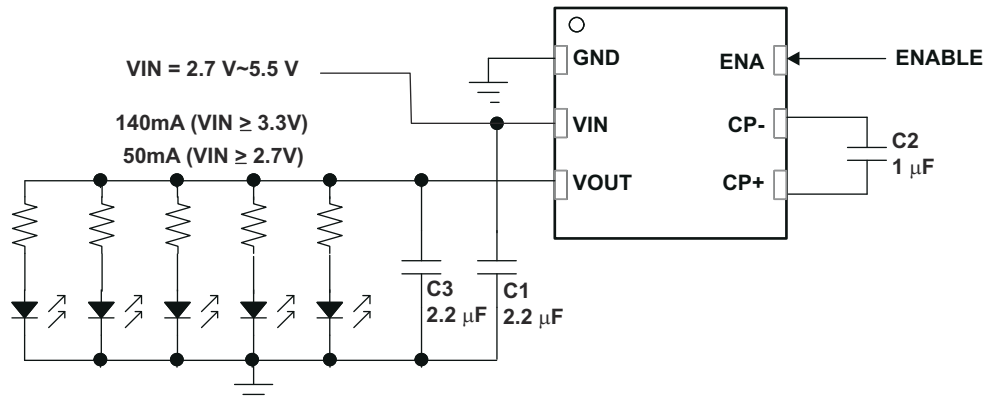 VIN = 2.7 V~5.5 V
140mA (VIN ≥ 3.3V)
50mA (VIN ≥ 2.7V)
GND
VIN
VOUT
ENA
CP-
CP+
ENABLE
C2
1 μF
C3
2.2 μF
C1
2.2 μF